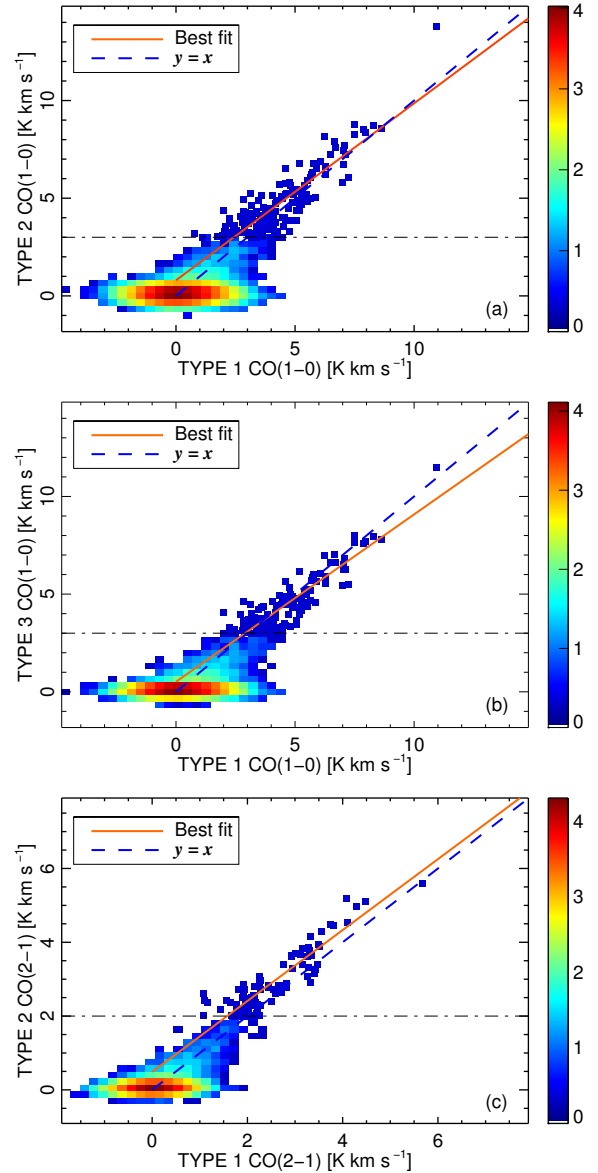 Best fit
y = x
TYPE 2 CO(1−0) [K km s⁻¹]
10
5
0
0
5
10
TYPE 1 CO(1−0) [K km s⁻¹]
(a)
4
3
2
1
0
Best fit
y = x
TYPE 3 CO(1−0) [K km s⁻¹]
10
5
0
0
5
10
TYPE 1 CO(1−0) [K km s⁻¹]
(b)
4
3
2
1
0
Best fit
y = x
TYPE 2 CO(2−1) [K km s⁻¹]
6
4
2
0
0
2
4
6
TYPE 1 CO(2−1) [K km s⁻¹]
(c)
4
3
2
1
0